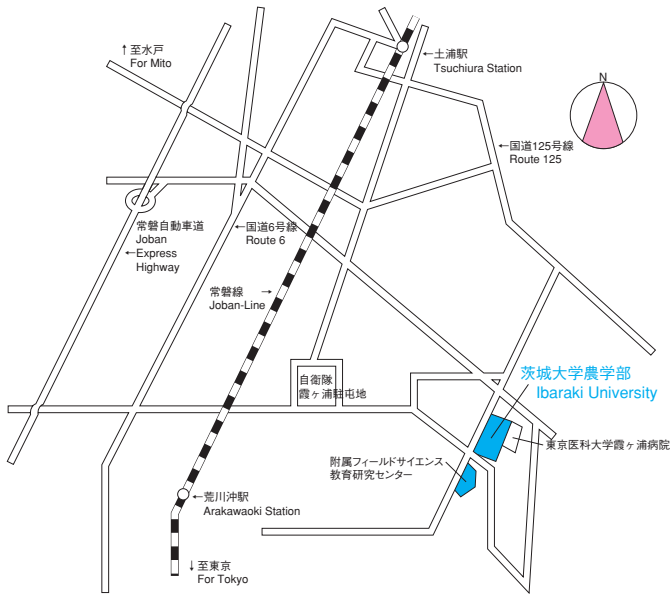 ↑至水戸
For Mito
←土浦駅
Tsuchiura Station
N
←国道125号線
Route 125
常磐自動車道
Joban
←Express
Highway
←国道6号線
Route 6
常磐線 →
Joban-Line
自衛隊
霞ヶ浦駐屯地
茨城大学農学部
Ibaraki University
東京医科大学霞ヶ浦病院
附属フィールドサイエンス
教育研究センター
←荒川沖駅
Arakawaoki Station
↓至東京
For Tokyo